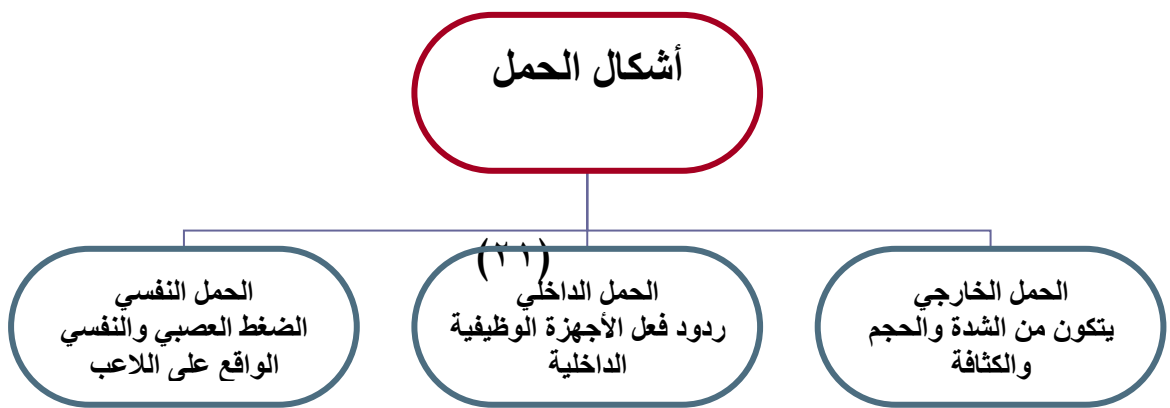 أشكال الحمل
(٢١)
الحمل الخارجي
يتكون من الشدة والحجم
والكثافة
الحمل الداخلي
ردود فعل الأجهزة الوظيفية
الداخلية
الحمل النفسي
الضغط العصبي والنفسي
الواقع على اللاعب